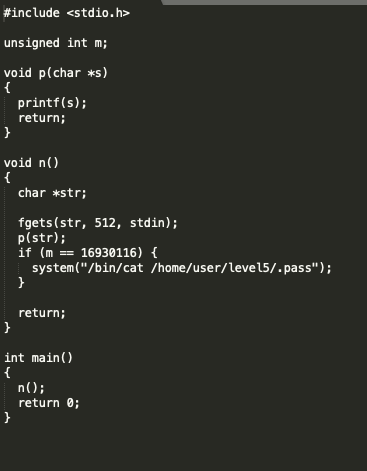 #include <stdio.h>
unsigned int m;
void p(char *s)
{
printf(s);
return;
}
void n()
{
char *str;
fgets(str, 512, stdin);
p(str);
if (m == 16930116) {
system("/bin/cat /home/user/level5/.pass");
}
return;
}
int main()
{
n();
return 0;
}